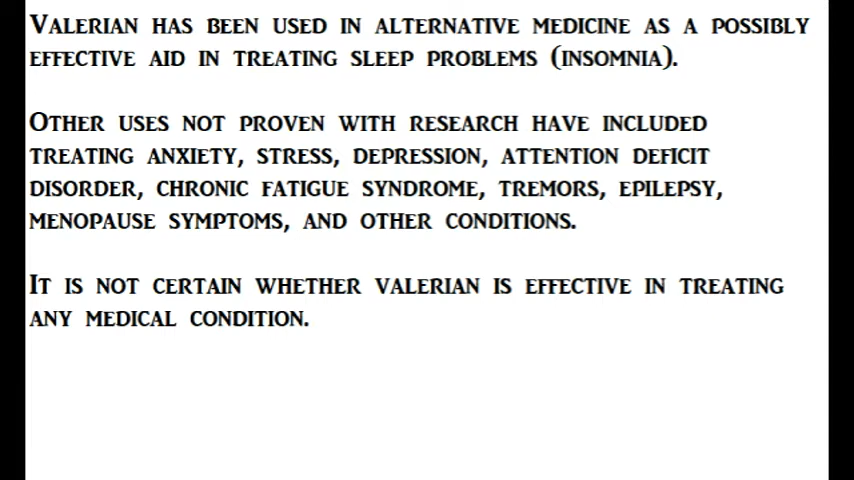 Valerian has been used in alternative medicine as a possibly
effective aid in treating sleep problems (insomnia).
Other uses not proven with research have included
treating anxiety, stress, depression, attention deficit
disorder, chronic fatigue syndrome, tremors, epilepsy,
menopause symptoms, and other conditions.
It is not certain whether valerian is effective in treating
any medical condition.